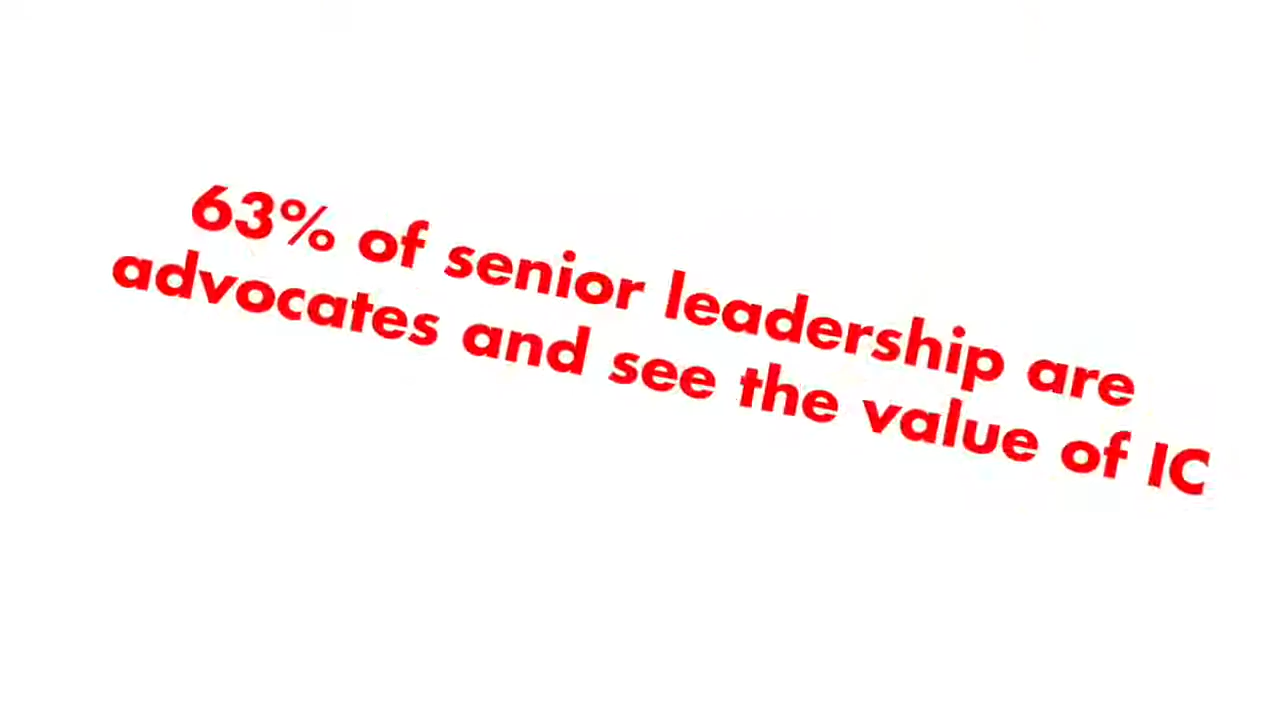 63% of senior leadership are
advocates and see the value of IC